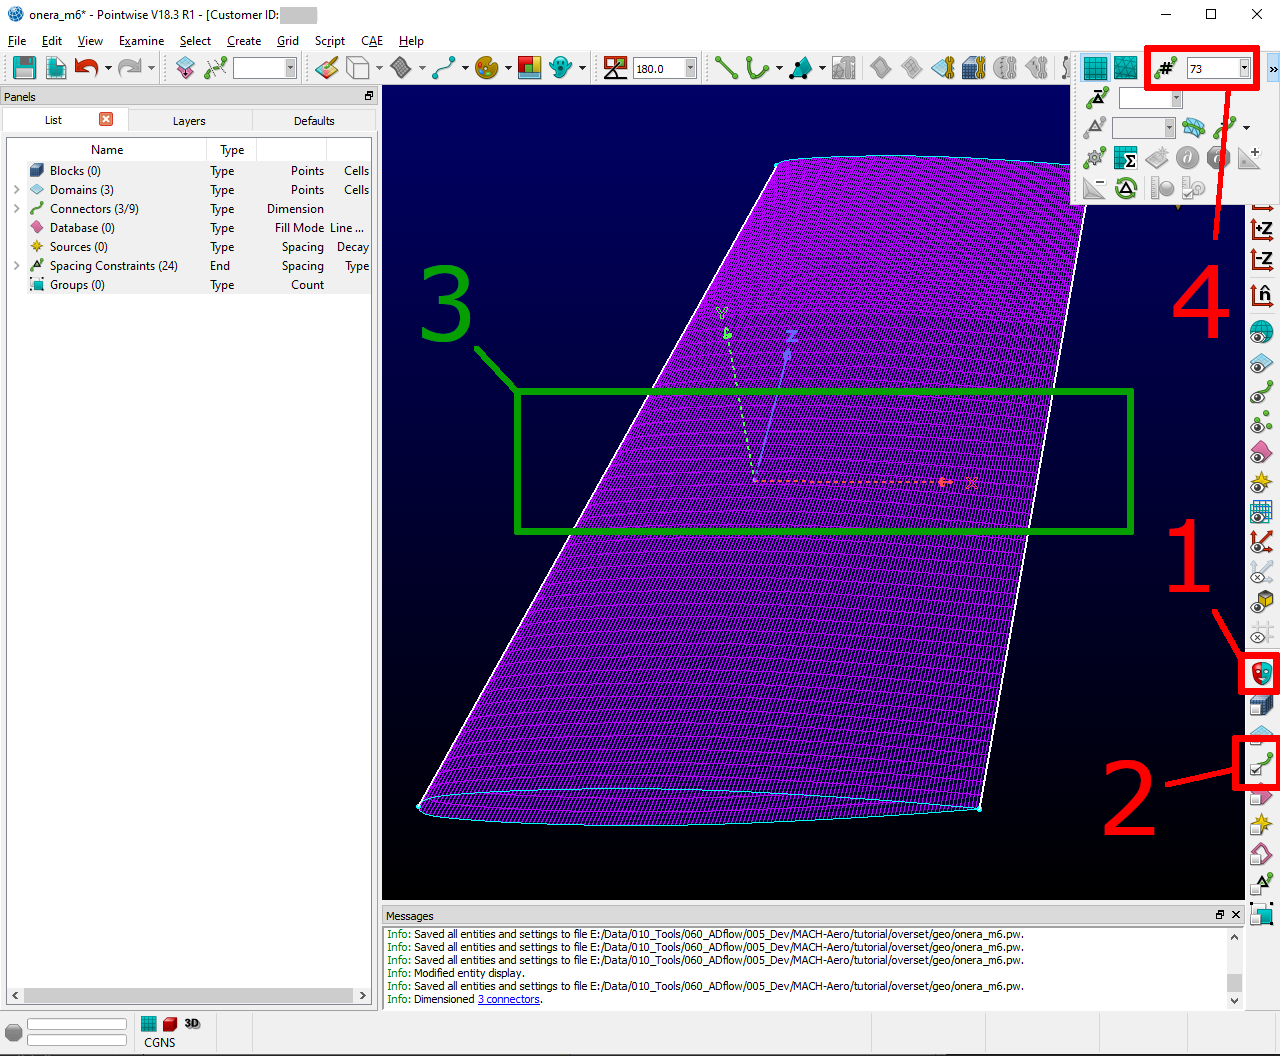 onera_m6* - Pointwise V18.3 R1 - [Customer ID:
File Edit View Examine Select Create Grid Script CAE Help
180.0
# 73
Panels
List Layers Defaults
Name Type
Blocks (0) Type Points Cells
Domains (3) Type Points Cells
Connectors (3/9) Type Dimension
Database (0) Type Fill Mode Line ...
Sources (0) Type Spacing Decay
Spacing Constraints (24) End Spacing Type
Groups (0) Type Count
+Z
-Z
n̂
Σ
3
4
Y
Z
X
1
2
Messages
Info: Saved all entities and settings to file E:/Data/010_Tools/060_ADflow/005_Dev/MACH-Aero/tutorial/overset/geo/onera_m6.pw.
Info: Saved all entities and settings to file E:/Data/010_Tools/060_ADflow/005_Dev/MACH-Aero/tutorial/overset/geo/onera_m6.pw.
Info: Saved all entities and settings to file E:/Data/010_Tools/060_ADflow/005_Dev/MACH-Aero/tutorial/overset/geo/onera_m6.pw.
Info: Modified entity display.
Info: Saved all entities and settings to file E:/Data/010_Tools/060_ADflow/005_Dev/MACH-Aero/tutorial/overset/geo/onera_m6.pw.
Info: Dimensioned 3 connectors.
3D
CGNS